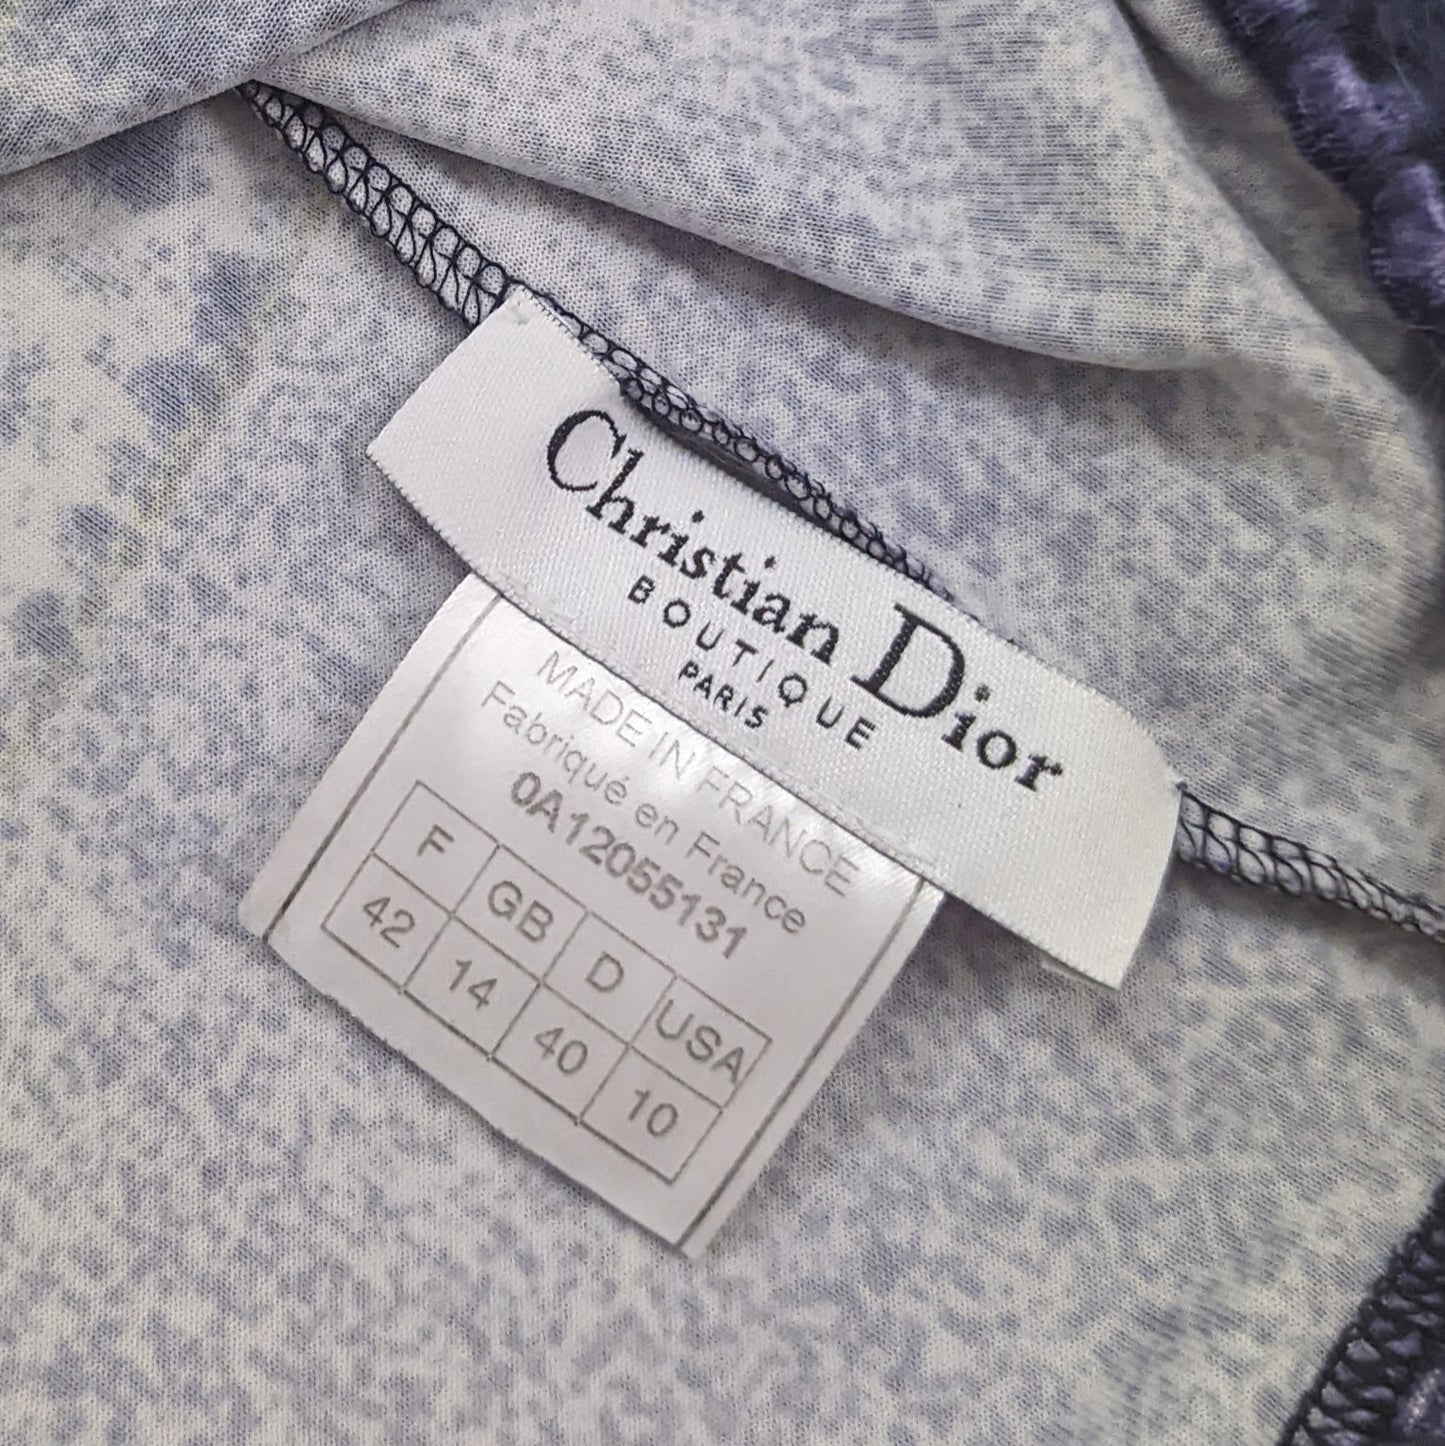 Christian Dior
BOUTIQUE
PARIS
MADE IN FRANCE
Fabriqué en France
0A12055131
F GB D USA
42 14 40 10